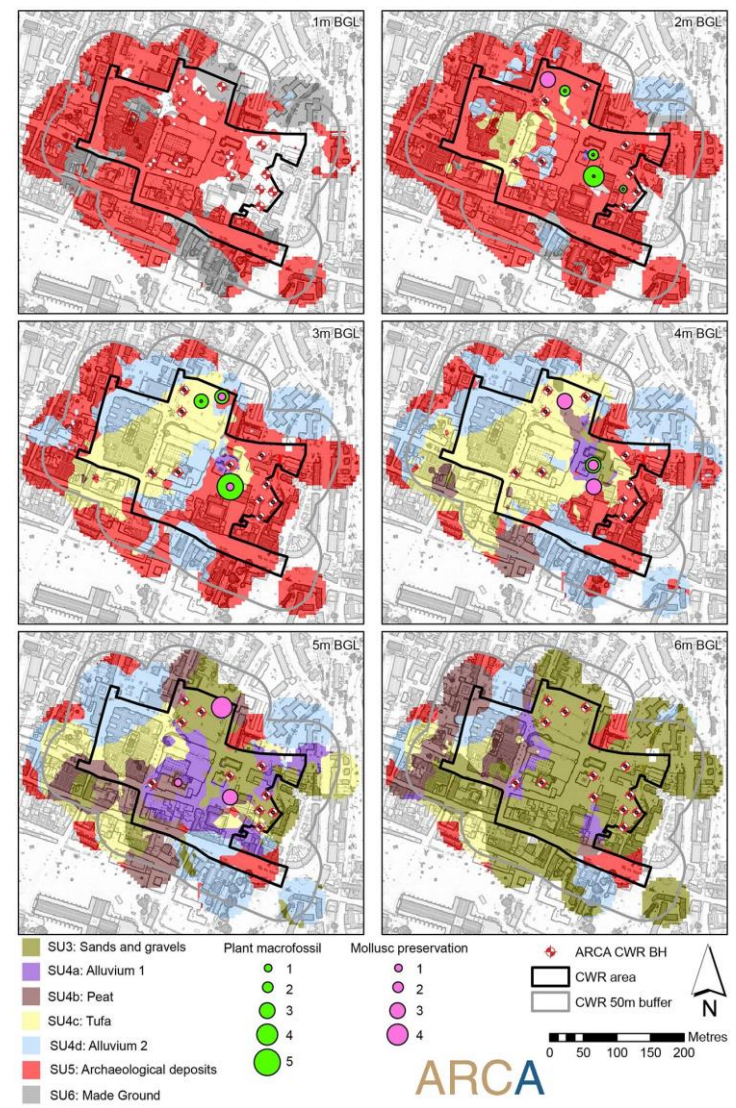 1m BGL
2m BGL
3m BGL
4m BGL
5m BGL
6m BGL
SU3: Sands and gravels
SU4a: Alluvium 1
SU4b: Peat
SU4c: Tufa
SU4d: Alluvium 2
SU5: Archaeological deposits
SU6: Made Ground
Plant macrofossil
1
2
3
4
5
Mollusc preservation
1
2
3
4
ARCA CWR BH
CWR area
CWR 50m buffer
N
Metres
0 50 100 150 200
ARCA